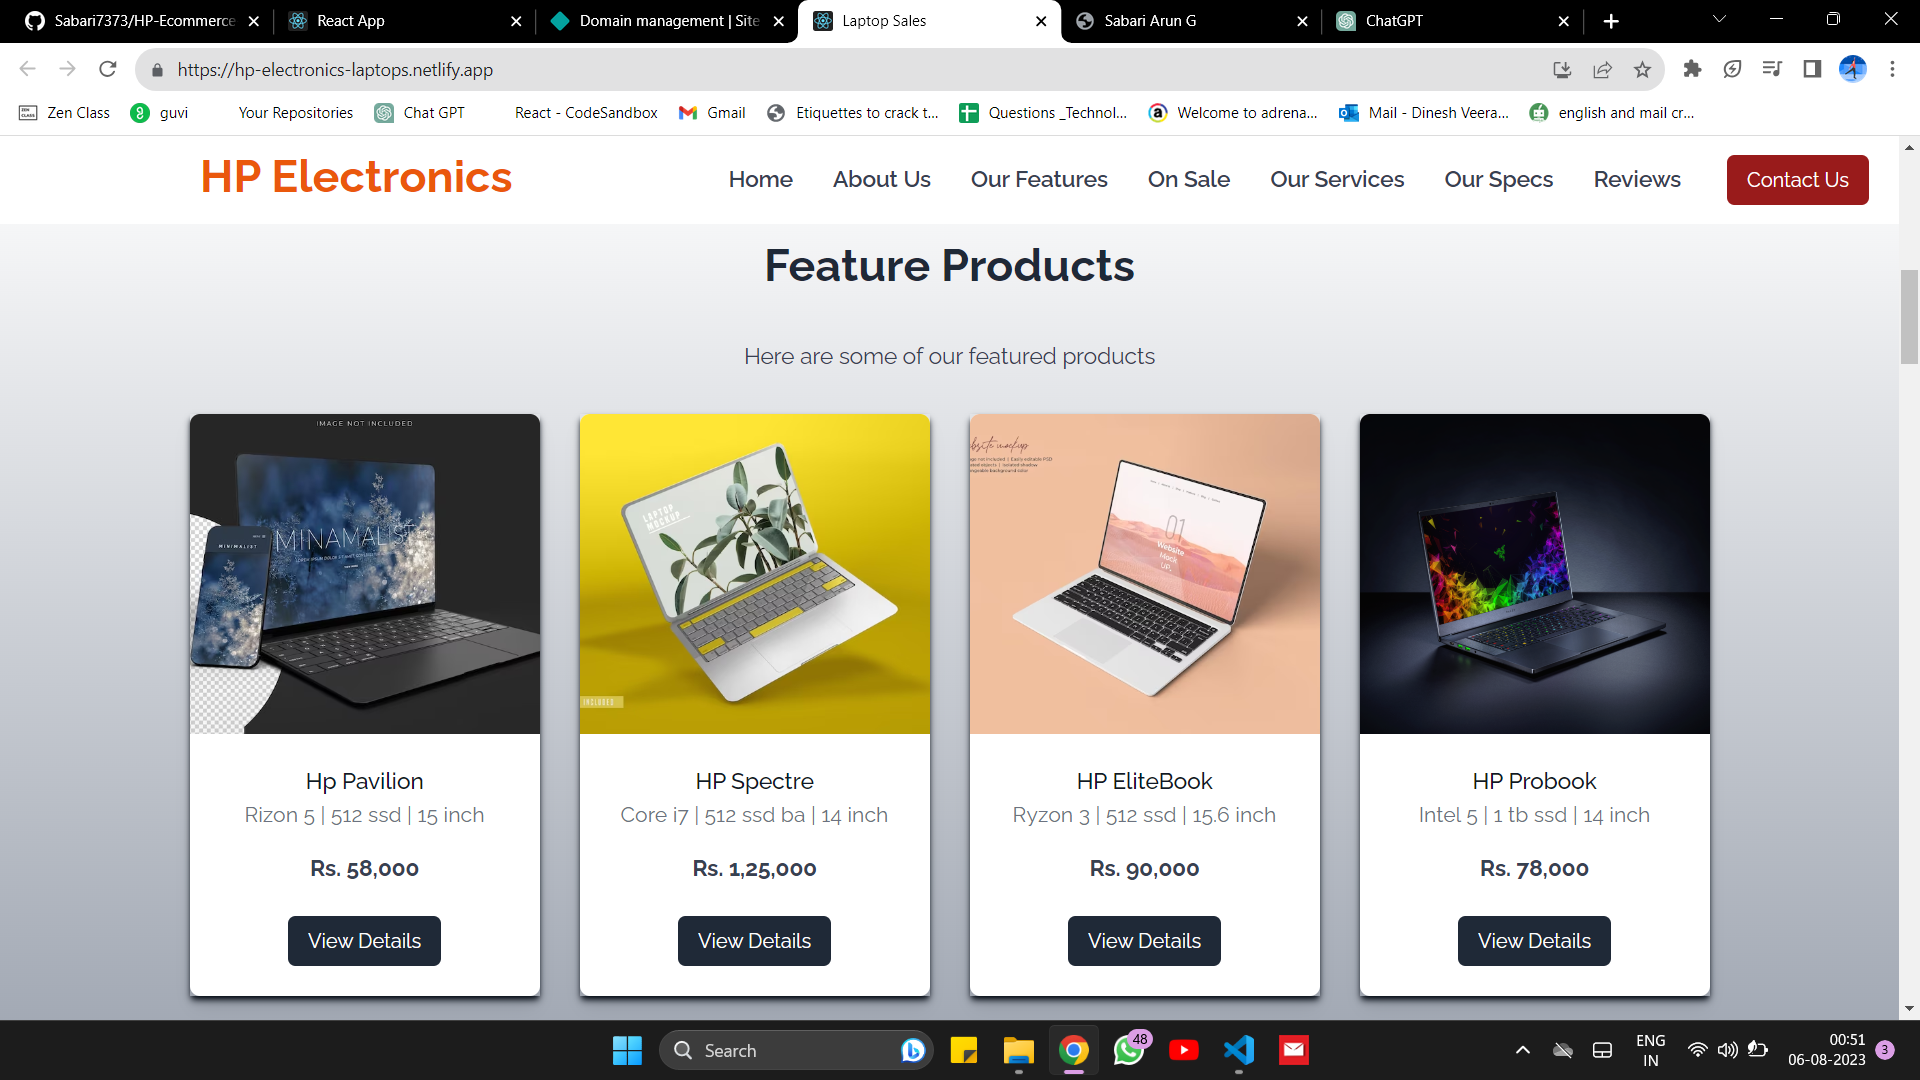 Sabari7373/HP-Ecommerce
React App
Domain management | Site
Laptop Sales
Sabari Arun G
ChatGPT
https://hp-electronics-laptops.netlify.app
Zen Class
guvi
Your Repositories
Chat GPT
React - CodeSandbox
Gmail
Etiquettes to crack t...
Questions _Technol...
Welcome to adrena...
Mail - Dinesh Veera...
english and mail cr...
HP Electronics
Home
About Us
Our Features
On Sale
Our Services
Our Specs
Reviews
Contact Us
Feature Products
Here are some of our featured products
IMAGE NOT INCLUDED
MINAMALIST
MINIMALIST
LAPTOP
MOCKUP
INCLUDED
01
Website
Mock
UP.
Hp Pavilion
Rizon 5 | 512 ssd | 15 inch
Rs. 58,000
View Details
HP Spectre
Core i7 | 512 ssd ba | 14 inch
Rs. 1,25,000
View Details
HP EliteBook
Ryzon 3 | 512 ssd | 15.6 inch
Rs. 90,000
View Details
HP Probook
Intel 5 | 1 tb ssd | 14 inch
Rs. 78,000
View Details
Search
48
ENG
IN
00:51
06-08-2023
3